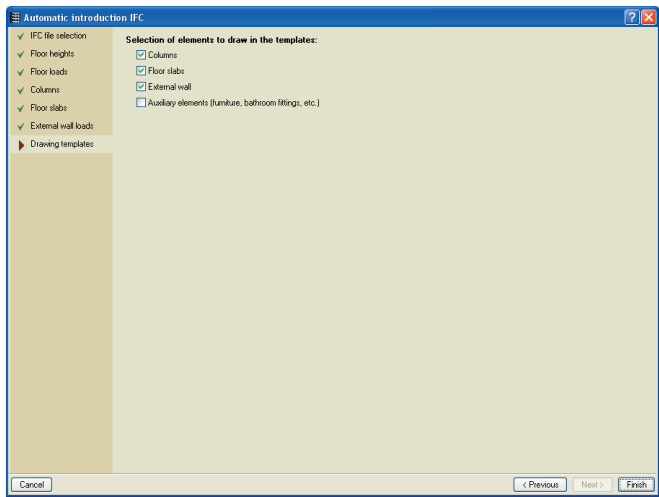 Automatic introduction IFC
IFC file selection
Floor heights
Floor loads
Columns
Floor slabs
External wall loads
Drawing templates
Selection of elements to draw in the templates:
Columns
Floor slabs
External wall
Auxiliary elements (furniture, bathroom fittings, etc.)
Cancel
< Previous
Next >
Finish